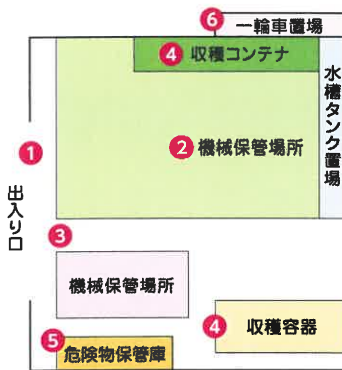 ⑥ 一輪車置場
④ 収穫コンテナ
水槽タンク置場
① 
② 機械保管場所
出入り口
③
機械保管場所
④ 収穫容器
⑤ 危険物保管庫